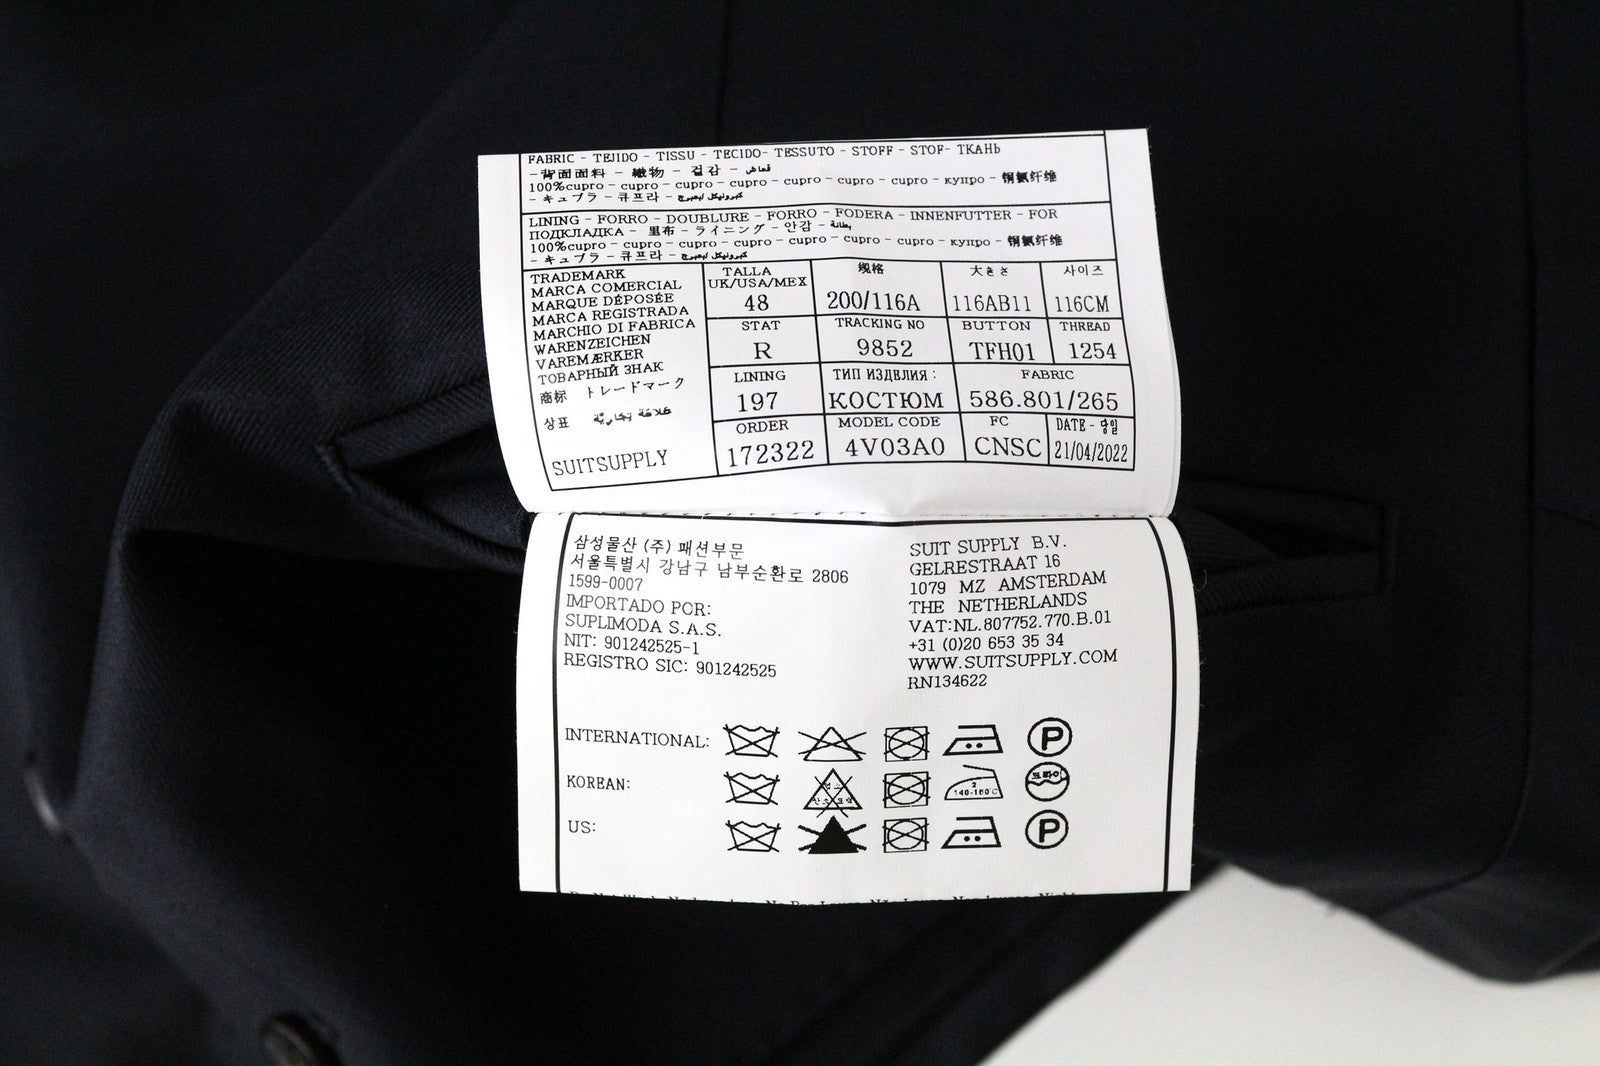 FABRIC - TEJIDO - TISSU - TECIDO- TESSUTO - STOFF - STOF- ТКАНЬ
-背面面料 - 織物 - 겉감 - قماش
100%cupro - cupro - cupro - cupro - cupro - cupro - cupro - купро - 铜氨纤维
- キュプラ - 큐프라 -
LINING - FORRO - DOUBLURE - FORRO - FODERA - INNENFUTTER - FOR
ПОДКЛАДКА - 里布 - ライニング - 안감 - بطانة
100%cupro - cupro - cupro - cupro - cupro - cupro - cupro - купро - 铜氨纤维
- キュプラ - 큐프라 -
TRADEMARK
MARCA COMERCIAL
MARQUE DÉPOSÉE
MARCA REGISTRADA
MARCHIO DI FABRICA
WARENZEICHEN
VAREMÆRKER
ТОВАРНЫЙ ЗНАК
商标 トレードマーク
상표
SUITSUPPLY
TALLA UK/USA/MEX
48
规格
200/116A
大きさ
116AB11
사이즈
116CM
STAT
R
TRACKING NO
9852
BUTTON
TFH01
THREAD
1254
LINING
197
ТИП ИЗДВЛИЯ :
КОСТЮМ
FABRIC
586.801/265
ORDER
172322
MODEL CODE
4V03A0
FC
CNSC
DATE -
21/04/2022
삼성물산 (주) 패션부문
서울특별시 강남구 남부순환로 2806
1599-0007
IMPORTADO PCR:
SUPLIMODA S.A.S.
NIT: 901242525-1
REGISTRO SIC: 901242525
SUIT SUPPLY B.V.
GELRESTRAAT 16
1079 MZ AMSTERDAM
THE NETHERLANDS
VAT:NL.807752.770.B.01
+31 (0)20 653 35 34
WWW.SUITSUPPLY.COM
RN134622
INTERNATIONAL: P
KOREAN: 2 140-160°C 드라이
US: P